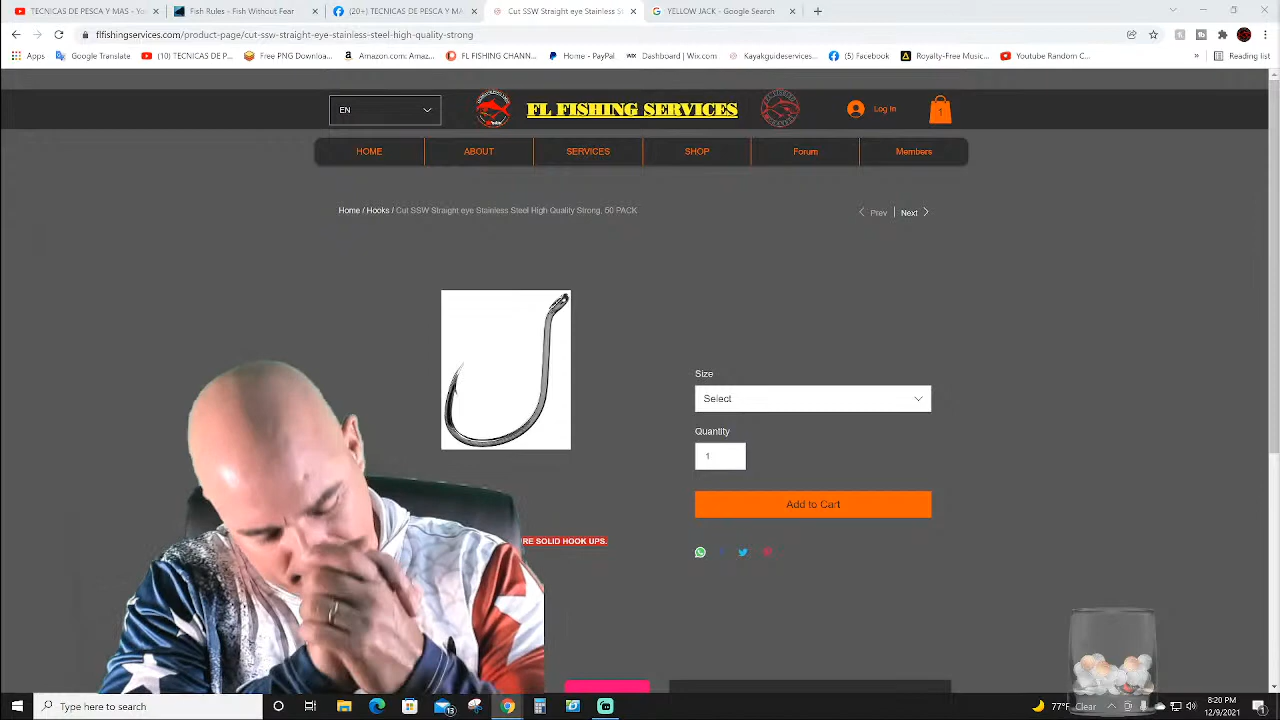 TECNICAS DE PESCA Y MAS - Yo
Fish Rules - Fish Without Fear
(20+) TECNICAS DE PESCA Y MA
Cut SSW Straight eye Stainless St
YELLOW JACK - Google Search
flfishingservices.com/product-page/cut-ssw-straight-eye-stainless-steel-high-quality-strong
Apps
Google Translate
(10) TECNICAS DE P...
Amazon.com: Amaz...
FL FISHING CHANN...
Home - PayPal
WiX Dashboard | Wix.com
Kayakguideservices...
(5) Facebook
Royalty-Free Music...
Youtube Random C...
»
Reading list
EN
FL FISHING SERVICES
Log In
1
HOME
ABOUT
SERVICES
SHOP
Forum
Members
Home / Hooks / Cut SSW Straight eye Stainless Steel High Quality Strong, 50 PACK
Prev
Next
Size
Select
Quantity
1
Add to Cart
RE SOLID HOOK UPS.
Type here to search
77°F Clear
8:20 PM
12/9/2021